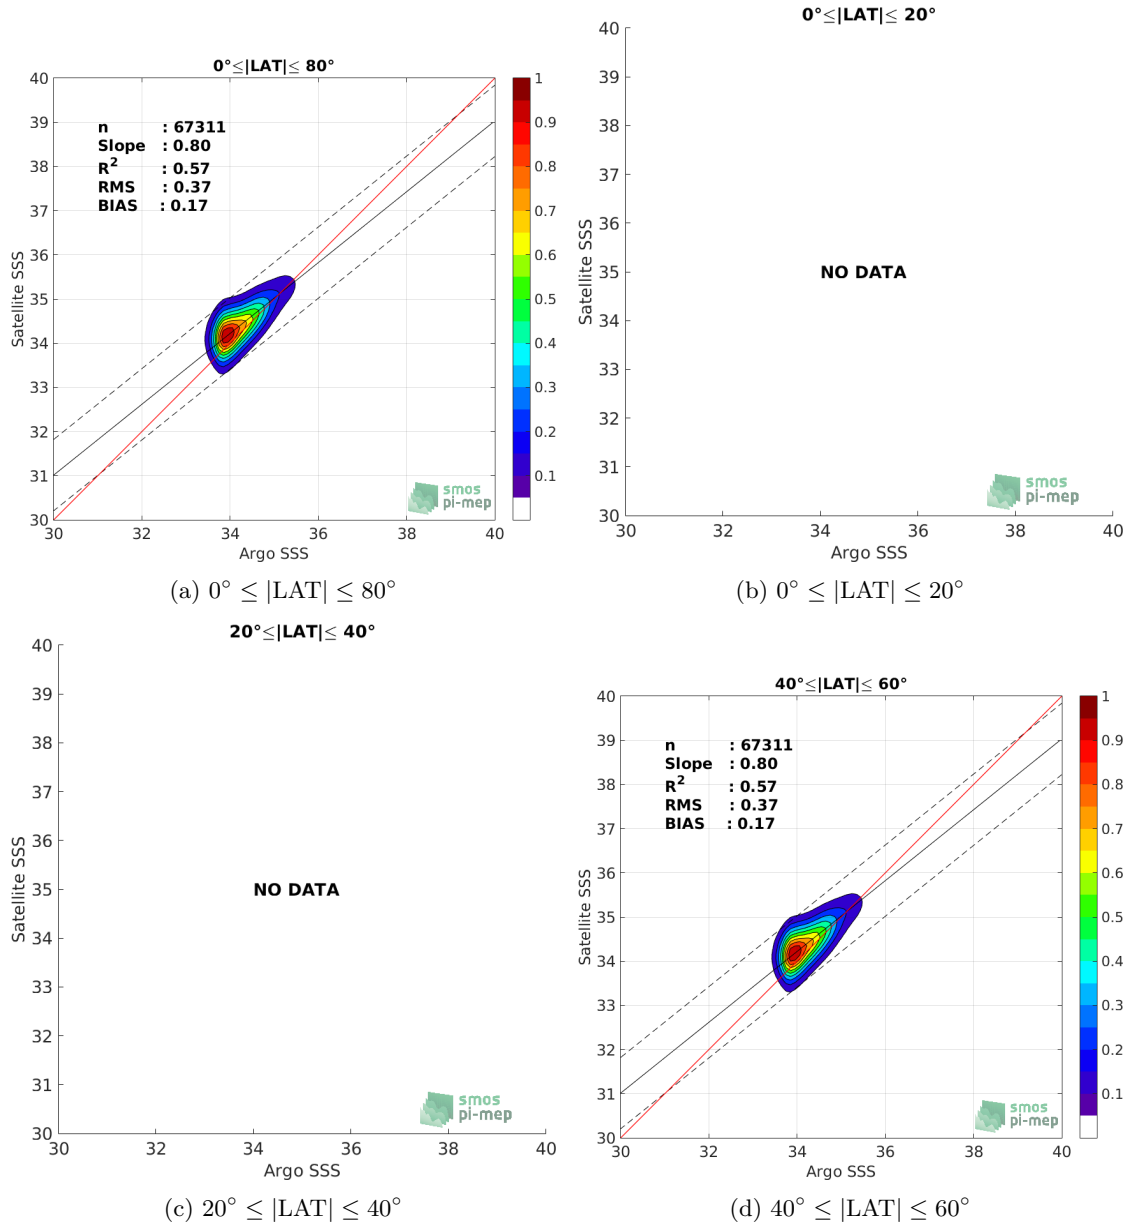 0°≤|LAT|≤ 80°
40
39
38
37
36
35
34
33
32
31
30
Satellite SSS
n : 67311
Slope : 0.80
R2 : 0.57
RMS : 0.37
BIAS : 0.17
smos
pi-mep
30 32 34 36 38 40
Argo SSS
1
0.9
0.8
0.7
0.6
0.5
0.4
0.3
0.2
0.1
(a) 0° ≤ |LAT| ≤ 80°
0°≤|LAT|≤ 20°
40
39
38
37
36
35
34
33
32
31
30
Satellite SSS
NO DATA
smos
pi-mep
30 32 34 36 38 40
Argo SSS
(b) 0° ≤ |LAT| ≤ 20°
20°≤|LAT|≤ 40°
40
39
38
37
36
35
34
33
32
31
30
Satellite SSS
NO DATA
smos
pi-mep
30 32 34 36 38 40
Argo SSS
(c) 20° ≤ |LAT| ≤ 40°
40°≤|LAT|≤ 60°
40
39
38
37
36
35
34
33
32
31
30
Satellite SSS
n : 67311
Slope : 0.80
R2 : 0.57
RMS : 0.37
BIAS : 0.17
smos
pi-mep
30 32 34 36 38 40
Argo SSS
1
0.9
0.8
0.7
0.6
0.5
0.4
0.3
0.2
0.1
(d) 40° ≤ |LAT| ≤ 60°